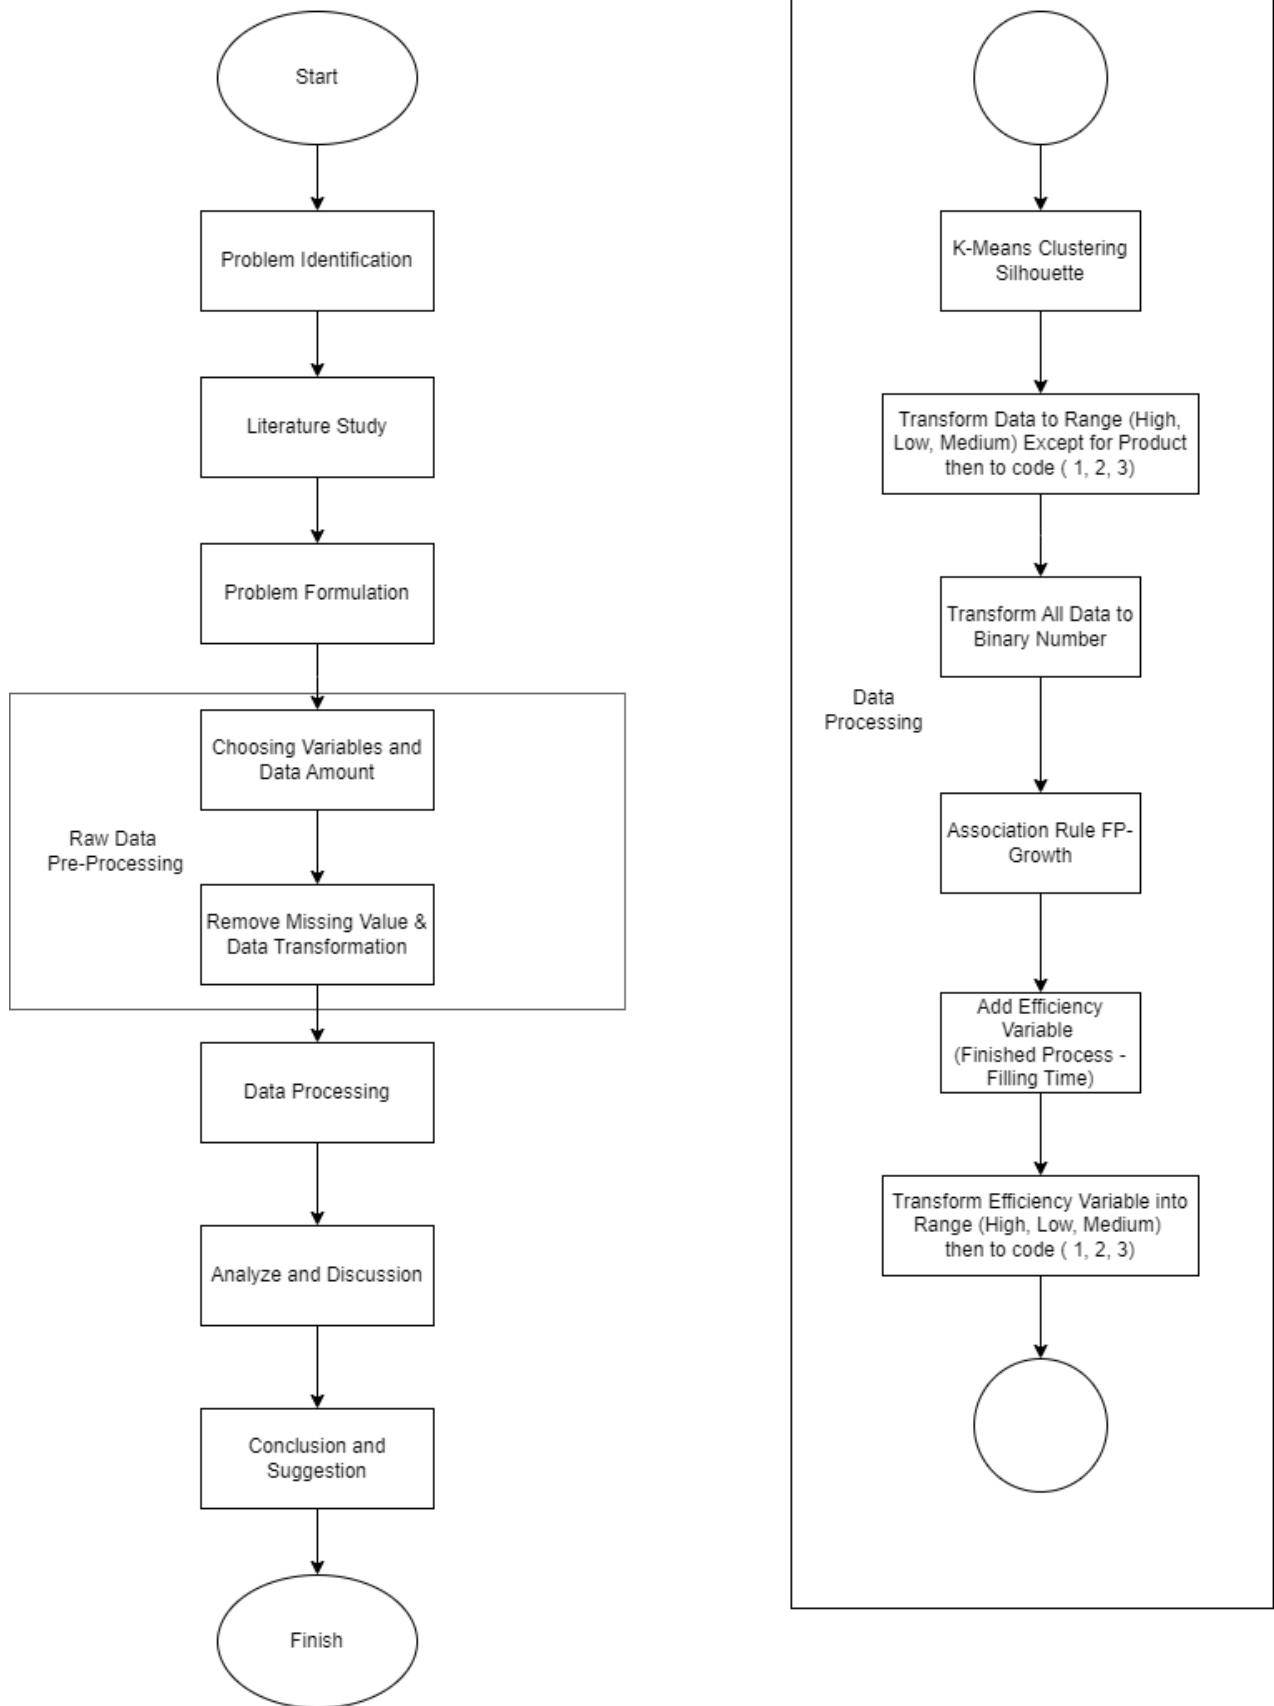 Start
Problem Identification
Literature Study
Problem Formulation
Choosing Variables and
Data Amount
Raw Data
Pre-Processing
Remove Missing Value &
Data Transformation
Data Processing
Analyze and Discussion
Conclusion and
Suggestion
Finish
K-Means Clustering
Silhouette
Transform Data to Range (High,
Low, Medium) Except for Product
then to code ( 1, 2, 3)
Transform All Data to
Binary Number
Data
Processing
Association Rule FP-
Growth
Add Efficiency
Variable
(Finished Process -
Filling Time)
Transform Efficiency Variable into
Range (High, Low, Medium)
then to code ( 1, 2, 3)